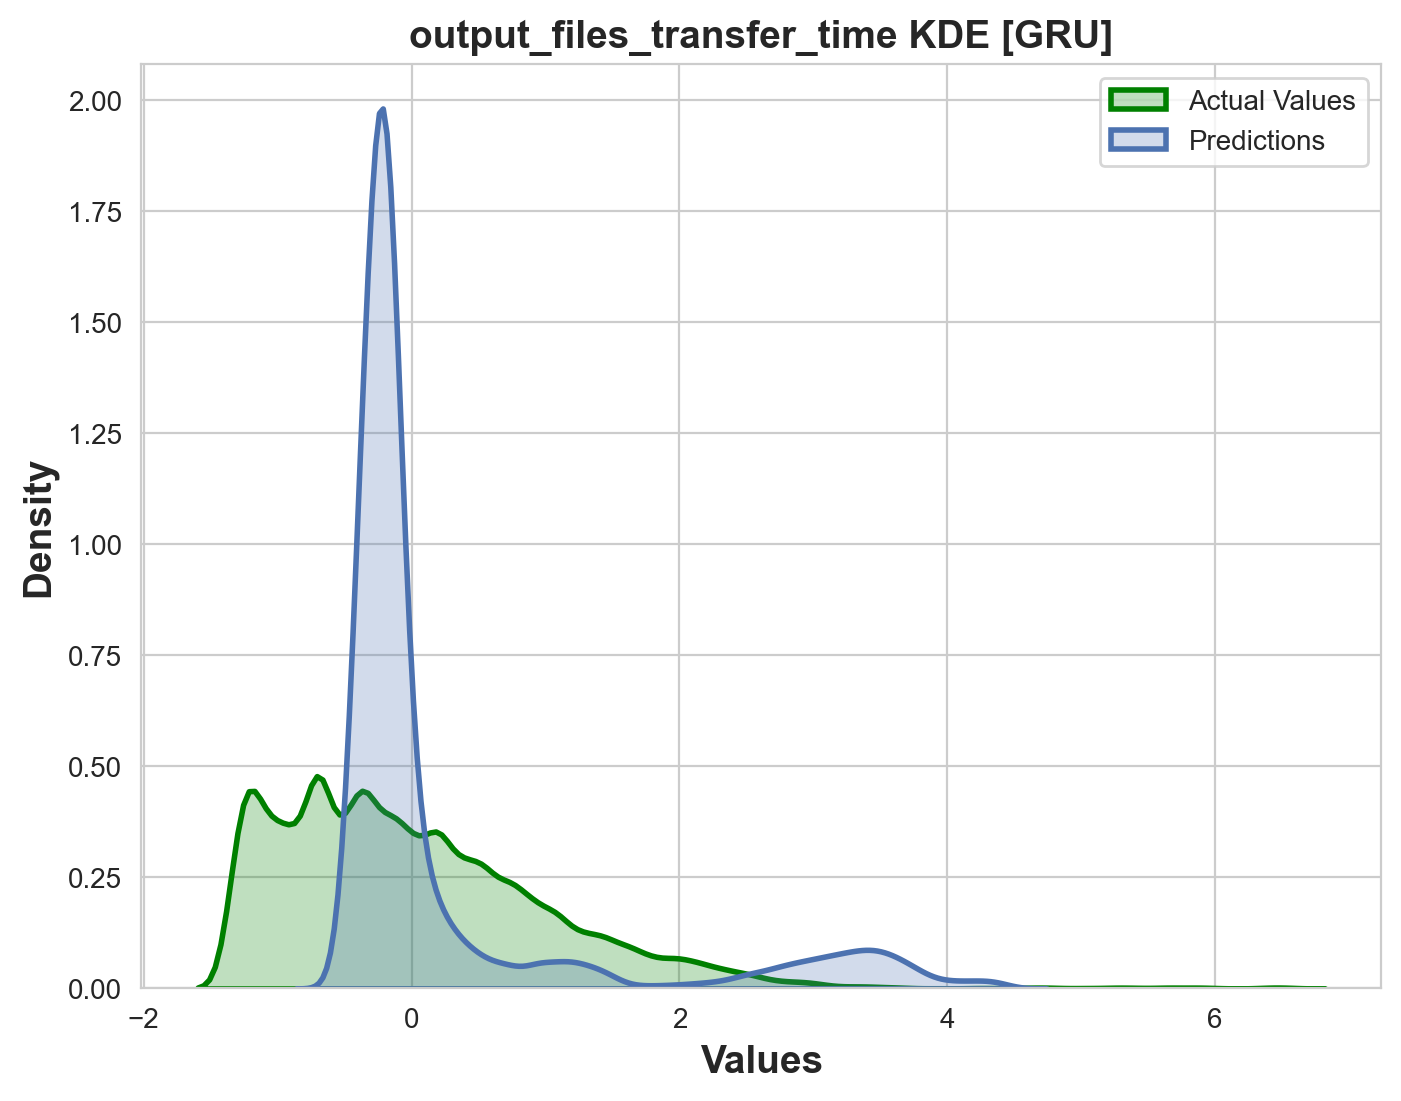 output_files_transfer_time KDE [GRU]
Actual Values
Predictions
2.00
1.75
1.50
1.25
1.00
0.75
0.50
0.25
0.00
Density
−2
0
2
4
6
Values